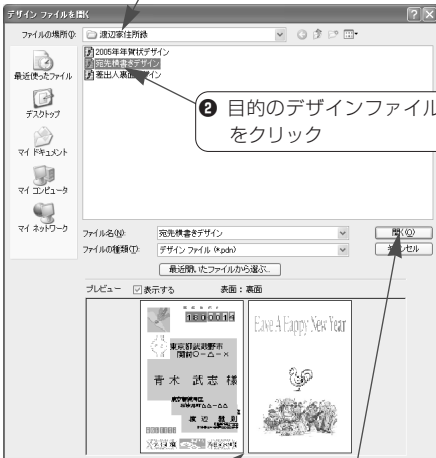 デザイン ファイルを開く
ファイルの場所(I):
渡辺家住所録
最近使ったファイル
デスクトップ
マイ ドキュメント
マイ コンピュータ
マイ ネットワーク
2005年年賀状デザイン
宛先横書きデザイン
差出人裏面デザイン
❷ 目的のデザインファイル
をクリック
ファイル名(N):
宛先横書きデザイン
開く(O)
ファイルの種類(T):
デザイン ファイル (*.pdn)
キャンセル
最近開いたファイルから選ぶ...
プレビュー
表示する
表面:裏面
1800014
東京都武蔵野市
関前○-△-×
青木 武志 様
渡辺
Have A Happy New Year